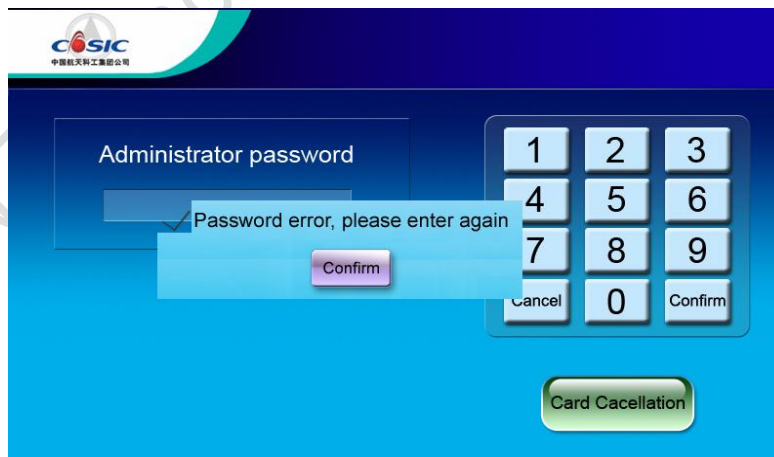 CASIC
中国航天科工集团公司
Administrator password
Password error, please enter again
Confirm
1 2 3
4 5 6
7 8 9
Cancel 0 Confirm
Card Cacellation